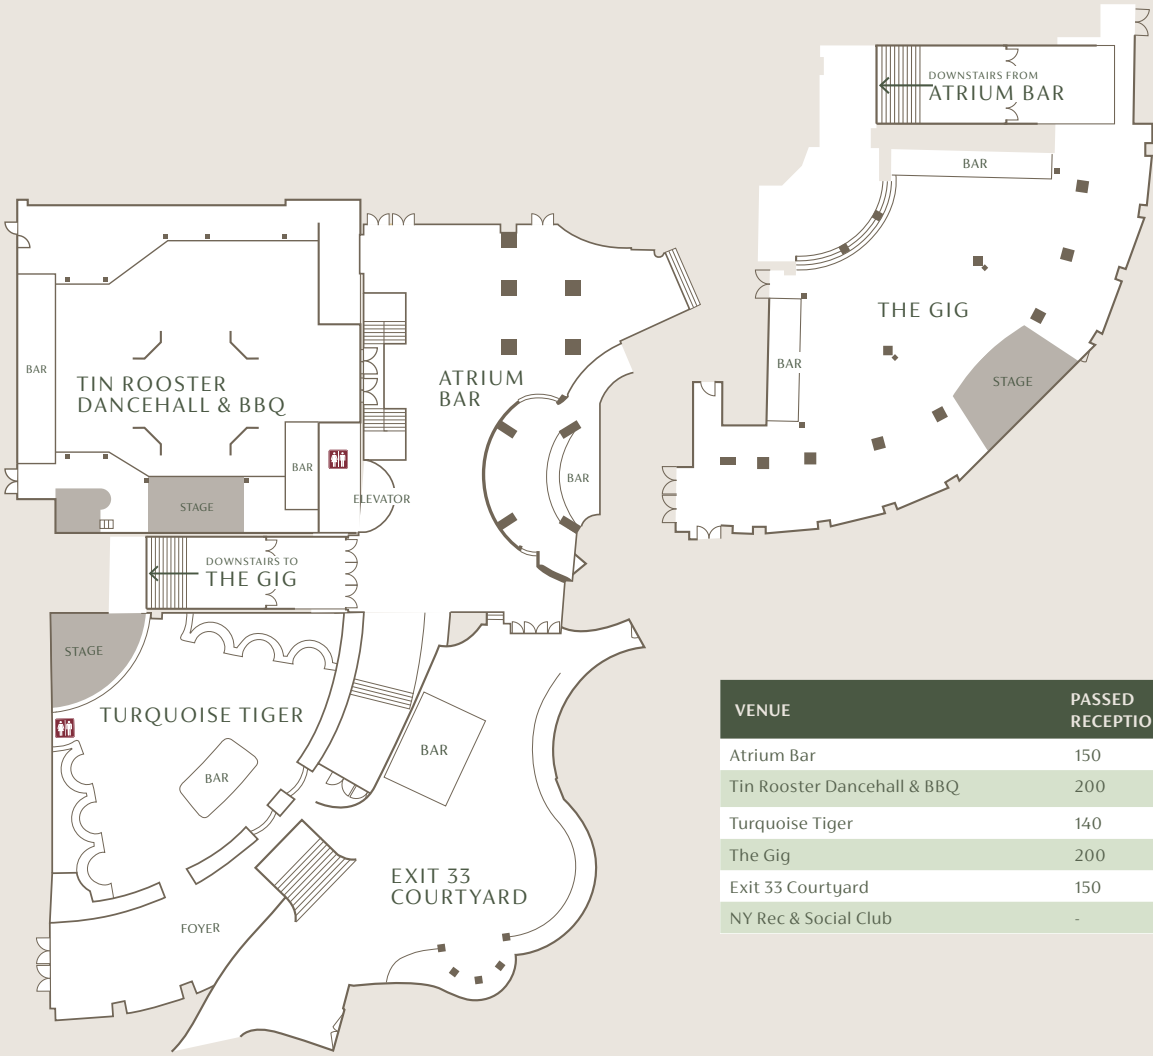 DOWNSTAIRS FROM
ATRIUM BAR
BAR
THE GIG
BAR
STAGE
BAR
TIN ROOSTER
DANCEHALL & BBQ
ATRIUM
BAR
BAR
BAR
STAGE
ELEVATOR
DOWNSTAIRS TO
THE GIG
STAGE
TURQUOISE TIGER
BAR
BAR
EXIT 33
COURTYARD
FOYER
VENUE PASSED
RECEPTIO
Atrium Bar 150
Tin Rooster Dancehall & BBQ 200
Turquoise Tiger 140
The Gig 200
Exit 33 Courtyard 150
NY Rec & Social Club -